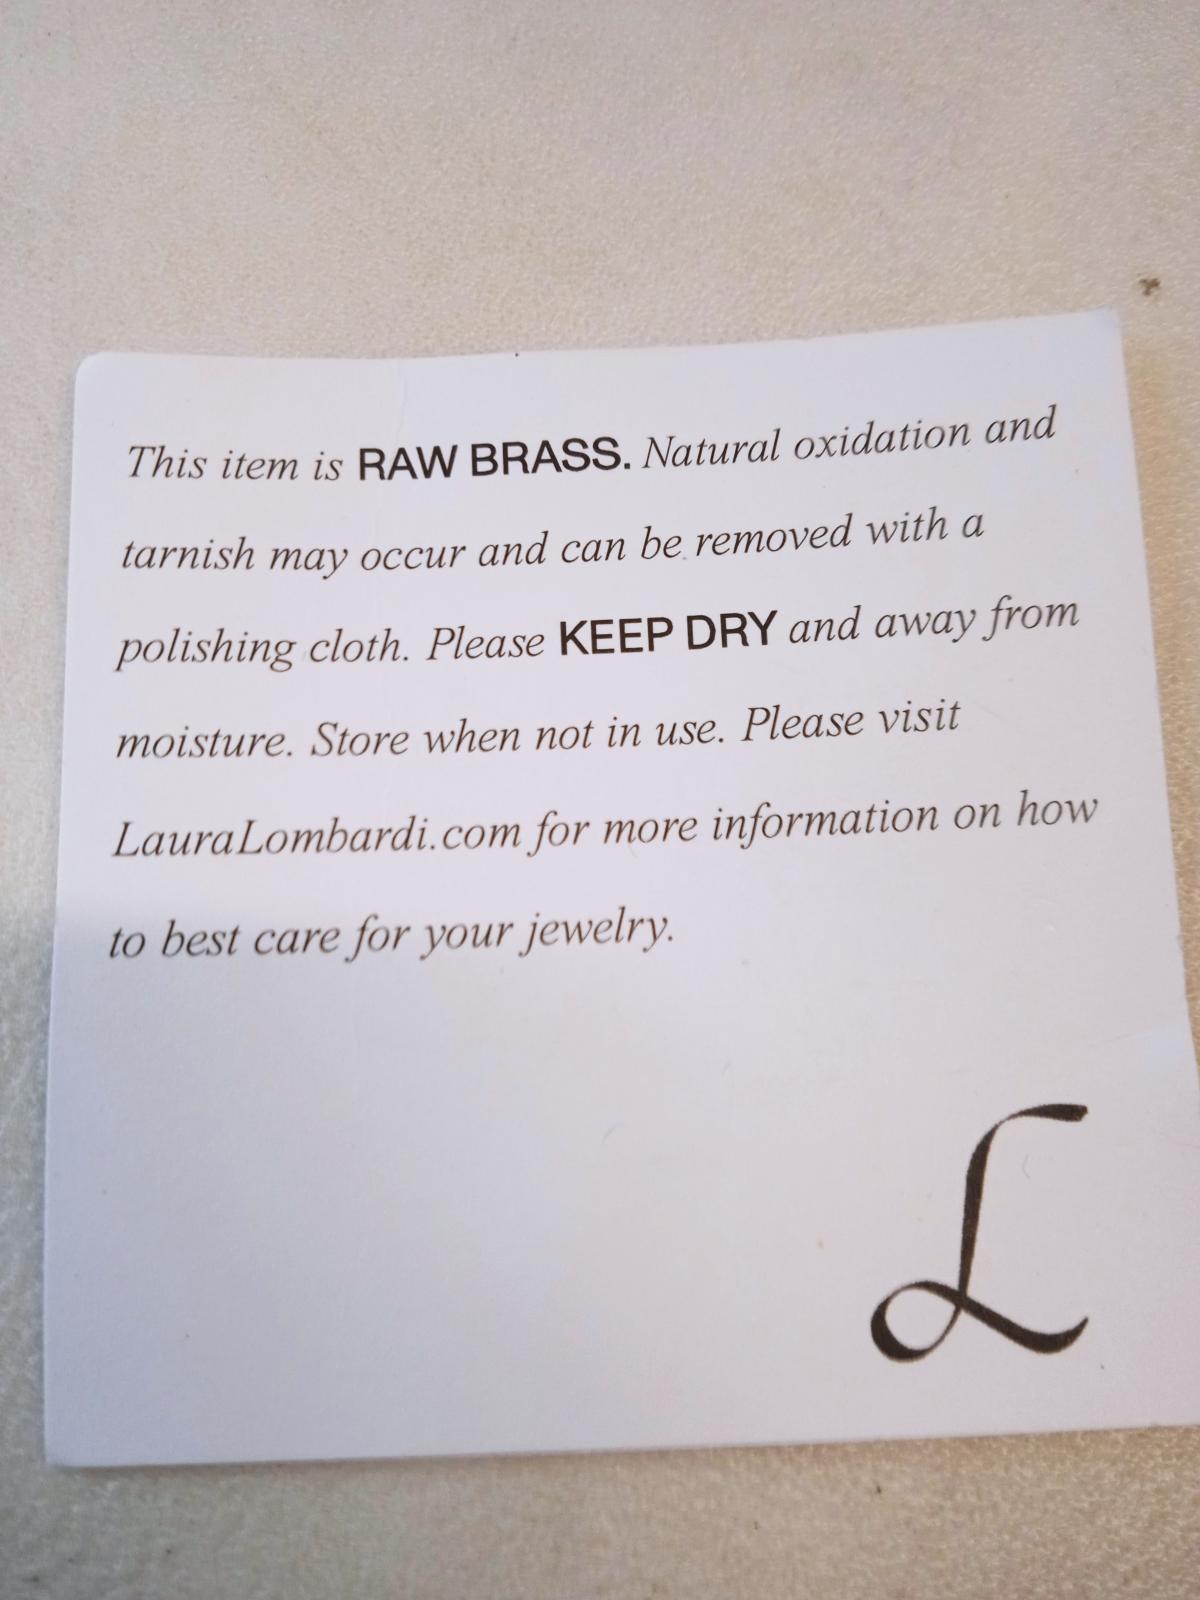 This item is RAW BRASS. Natural oxidation and
tarnish may occur and can be removed with a
polishing cloth. Please KEEP DRY and away from
moisture. Store when not in use. Please visit
LauraLombardi.com for more information on how
to best care for your jewelry.
L